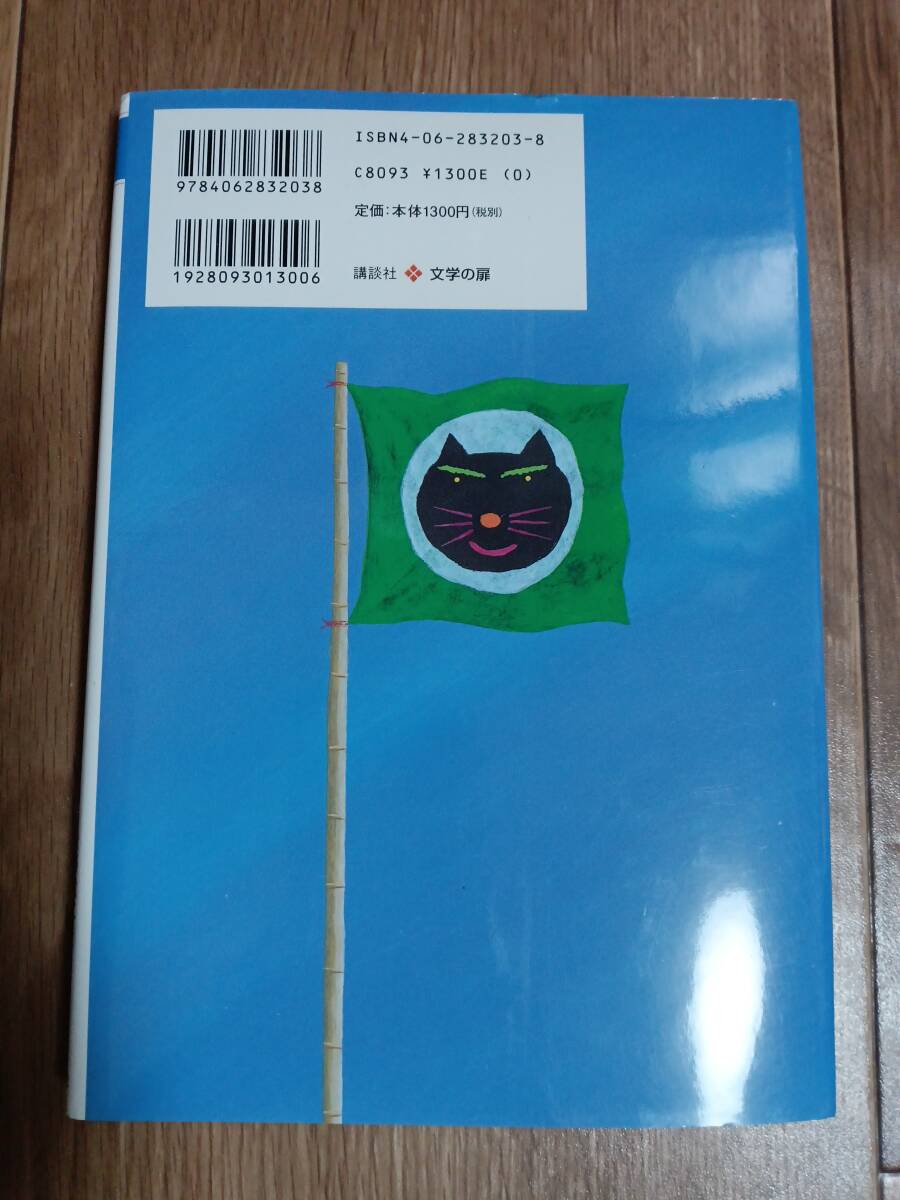 ISBN4-06-283203-8
9784062832038
C8093 ¥1300E (0)
定価:本体1300円(税別)
1928093013006
講談社 文学の扉